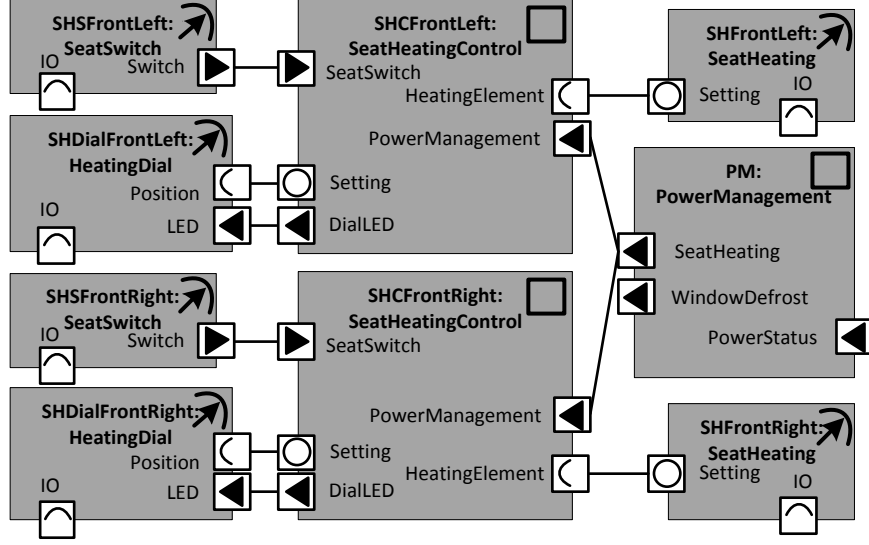 SHSFrontLeft:
SeatSwitch
IO
Switch
SHCFrontLeft:
SeatHeatingControl
SeatSwitch
HeatingElement
PowerManagement
Setting
DialLED
SHFrontLeft:
SeatHeating
IO
Setting
SHDialFrontLeft:
HeatingDial
Position
IO
LED
PM:
PowerManagement
SeatHeating
WindowDefrost
PowerStatus
SHSFrontRight:
SeatSwitch
IO
Switch
SHCFrontRight:
SeatHeatingControl
SeatSwitch
PowerManagement
Setting
HeatingElement
DialLED
SHDialFrontRight:
HeatingDial
Position
IO
LED
SHFrontRight:
SeatHeating
Setting
IO